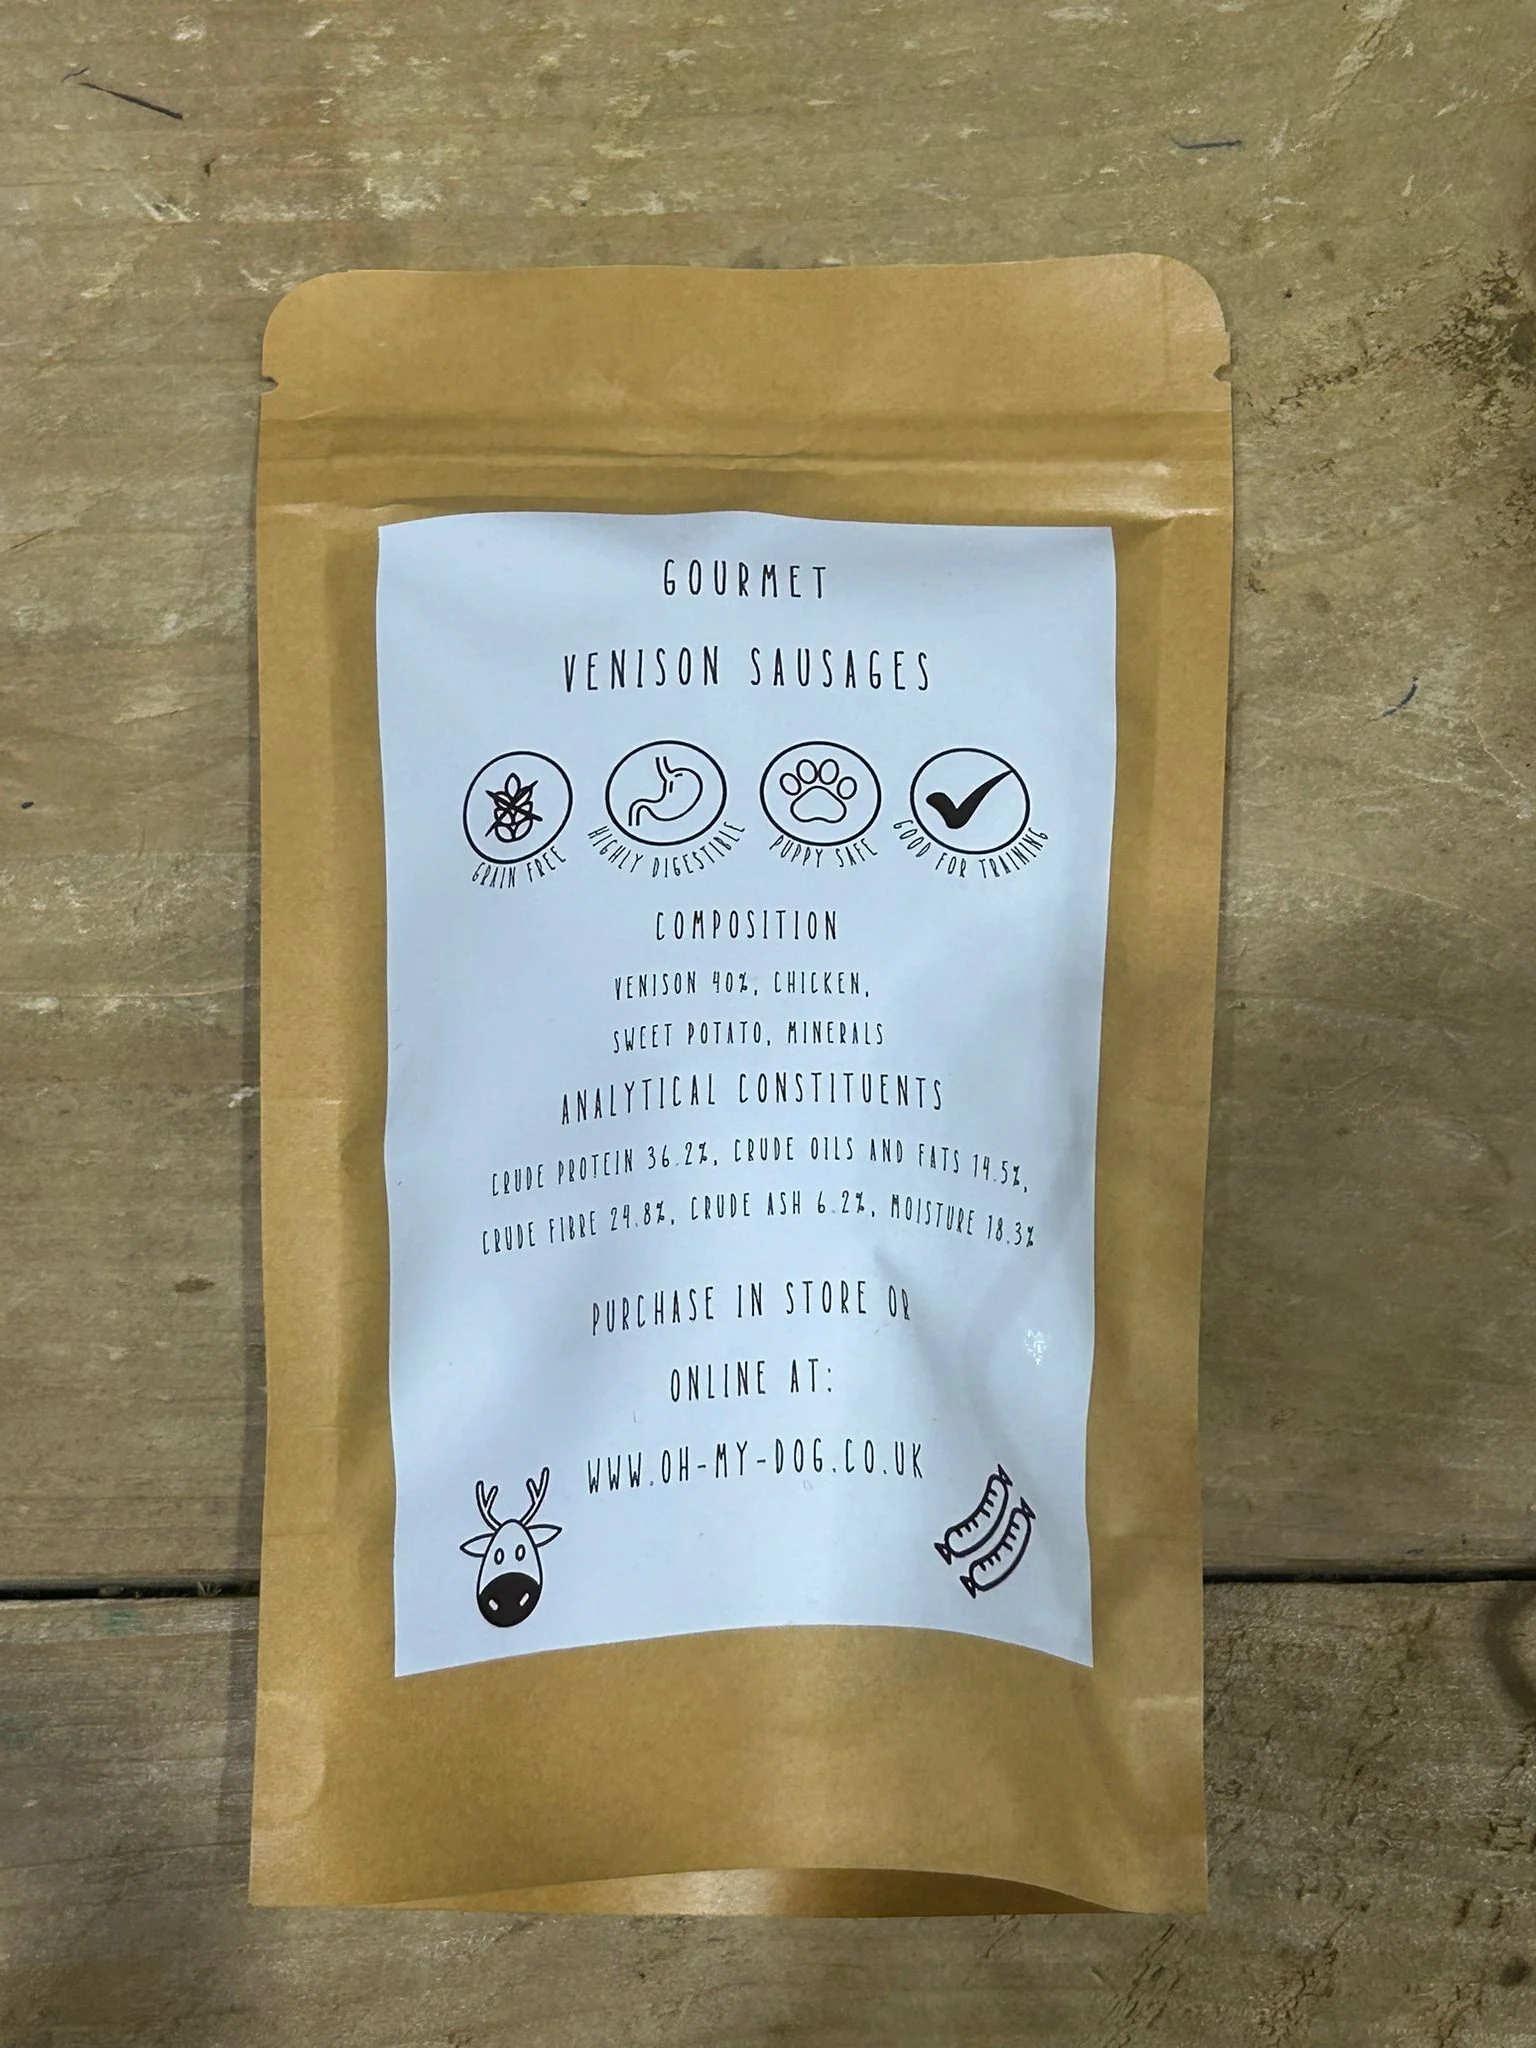 GOURMET
VENISON SAUSAGES
GRAIN FREE
HIGHLY DIGESTIBLE
PUPPY SAFE
GOOD FOR TRAINING
COMPOSITION
VENISON 40%, CHICKEN,
SWEET POTATO, MINERALS
ANALYTICAL CONSTITUENTS
CRUDE PROTEIN 36.2%, CRUDE OILS AND FATS 14.5%,
CRUDE FIBRE 24.8%, CRUDE ASH 6.2%, MOISTURE 18.3%
PURCHASE IN STORE OR
ONLINE AT:
WWW.OH-MY-DOG.CO.UK